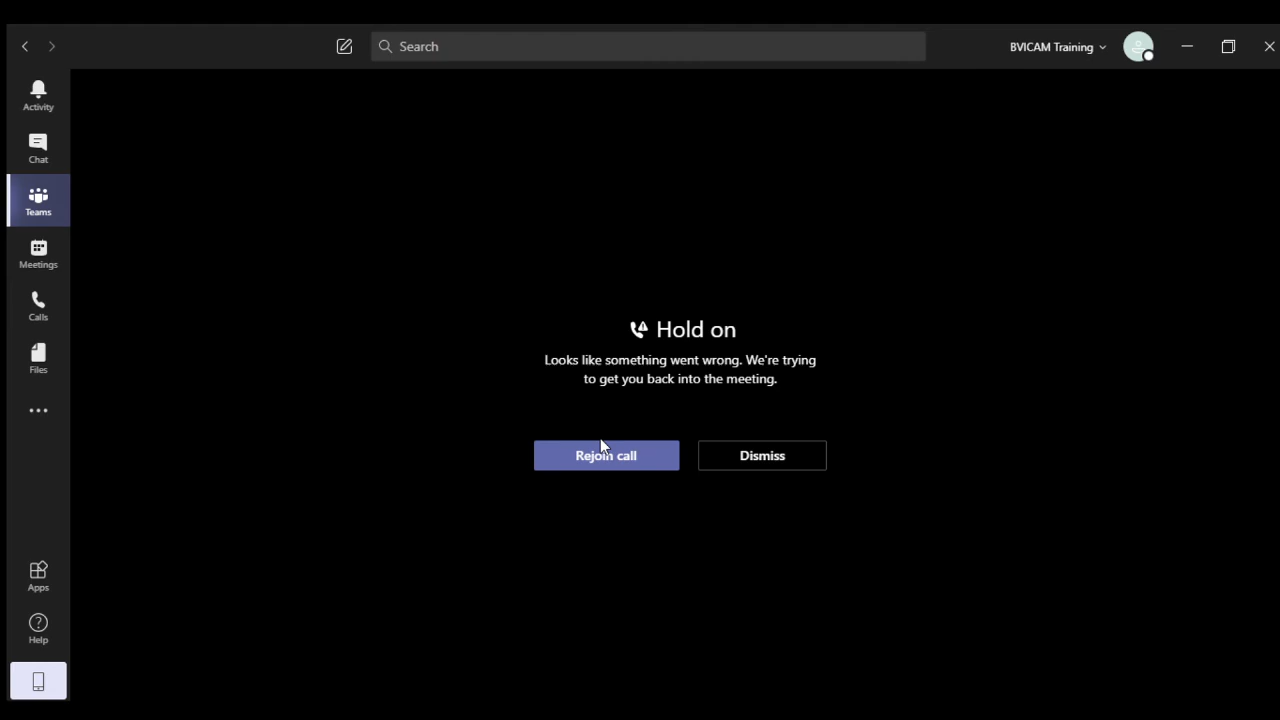 Search
BVICAM Training
Activity
Chat
Teams
Meetings
Calls
Files
Hold on
Looks like something went wrong. We're trying
to get you back into the meeting.
Rejoin call
Dismiss
Apps
Help